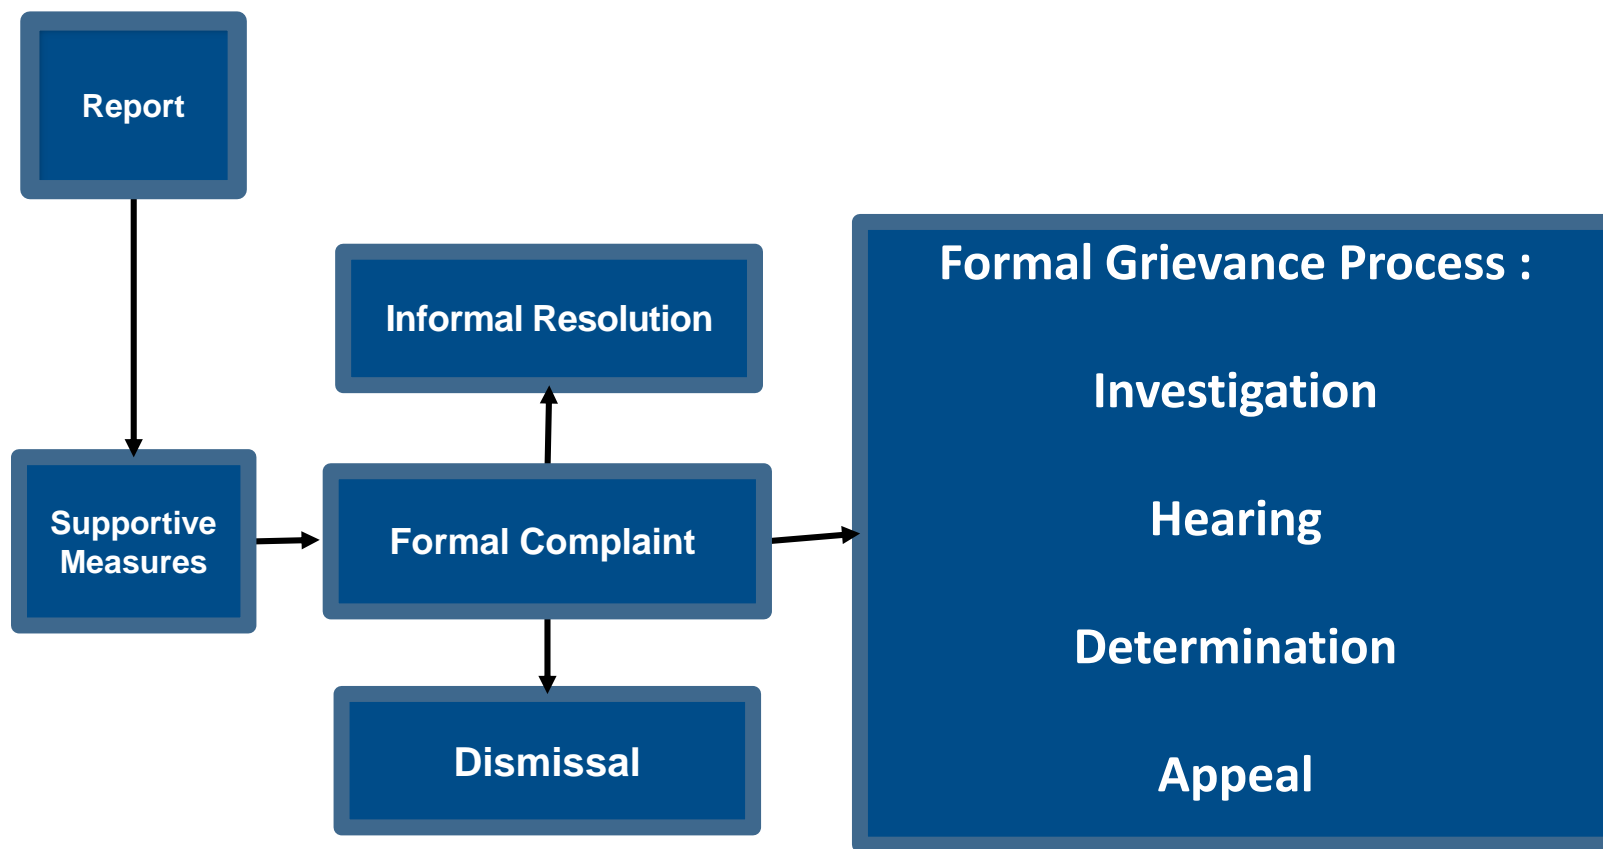 Report
Supportive
Measures
Informal Resolution
Formal Complaint
Dismissal
Formal Grievance Process :
Investigation
Hearing
Determination
Appeal